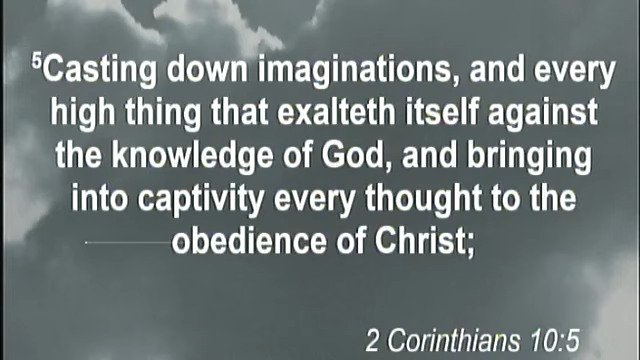 ⁵Casting down imaginations, and every
high thing that exalteth itself against
the knowledge of God, and bringing
into captivity every thought to the
obedience of Christ;
2 Corinthians 10:5